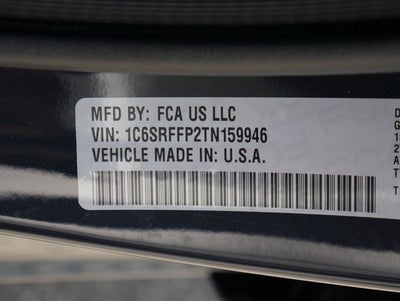 MFD BY: FCA US LLC
VIN: 1C6SRFFP2TN159946
VEHICLE MADE IN: U.S.A.